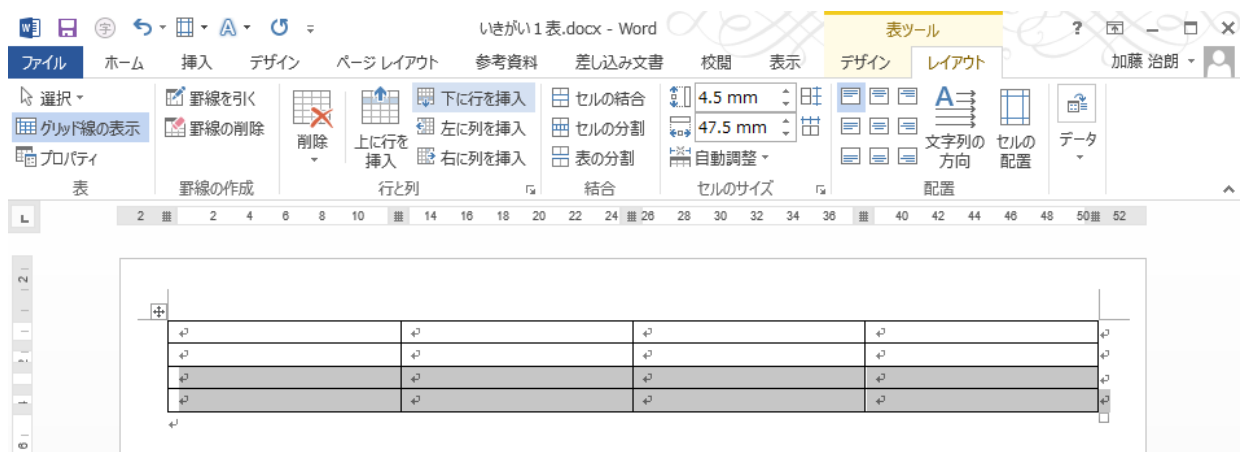 いきがい１表.docx - Word
表ツール
ファイル ホーム 挿入 デザイン ページ レイアウト 参考資料 差し込み文書 校閲 表示 デザイン レイアウト 加藤 治朗
選択
グリッド線の表示
プロパティ
表
罫線を引く
罫線の削除
罫線の作成
削除
上に行を
挿入
下に行を挿入
左に列を挿入
右に列を挿入
行と列
セルの結合
セルの分割
表の分割
結合
4.5 mm
47.5 mm
自動調整
セルのサイズ
文字列の
方向
セルの
配置
配置
データ
2 2 4 6 8 10 14 16 18 20 22 24 26 28 30 32 34 36 40 42 44 46 48 50 52